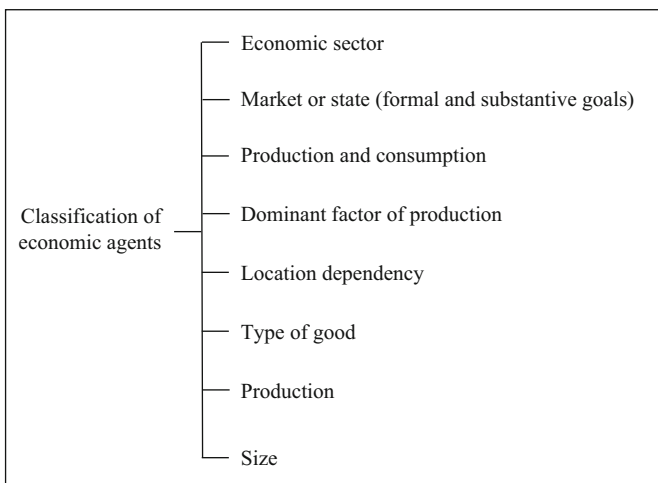 Classification of
economic agents
Economic sector
Market or state (formal and substantive goals)
Production and consumption
Dominant factor of production
Location dependency
Type of good
Production
Size